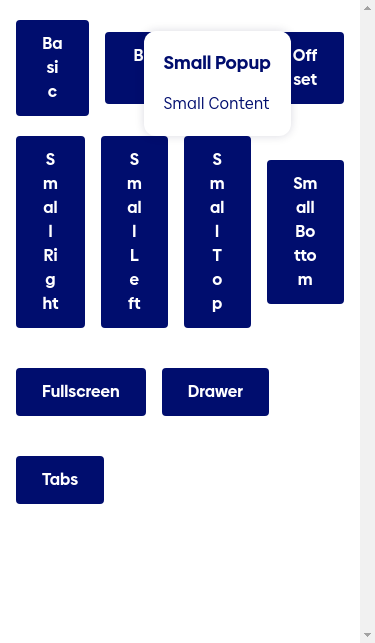 Ba
si
c
B
Off
set
Small Popup
Small Content
S
m
al
l
Ri
g
ht
S
m
al
l
L
e
ft
S
m
al
l
T
o
p
Sm
all
Bo
tto
m
Fullscreen
Drawer
Tabs